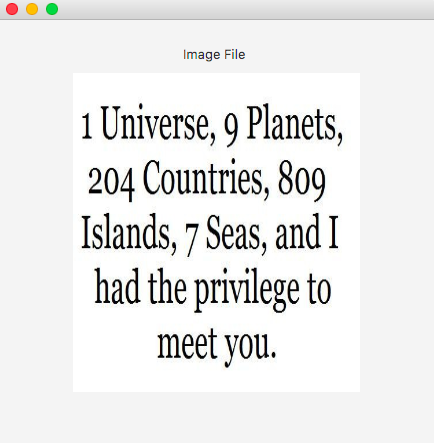 Image File
1 Universe, 9 Planets,
204 Countries, 809
Islands, 7 Seas, and I
had the privilege to
meet you.